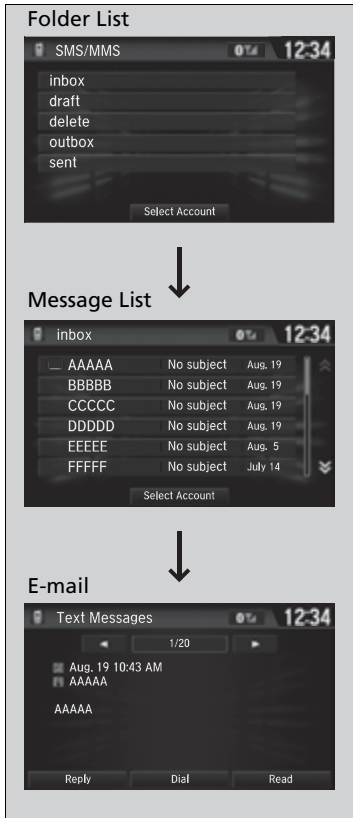 Folder List
SMS/MMS 12:34
inbox
draft
delete
outbox
sent
Select Account
Message List
inbox 12:34
AAAAA No subject Aug. 19
BBBBB No subject Aug. 19
CCCCC No subject Aug. 19
DDDDD No subject Aug. 19
EEEEE No subject Aug. 5
FFFFF No subject July 14
Select Account
E-mail
Text Messages 12:34
1/20
Aug. 19 10:43 AM
AAAAA
AAAAA
Reply Dial Read